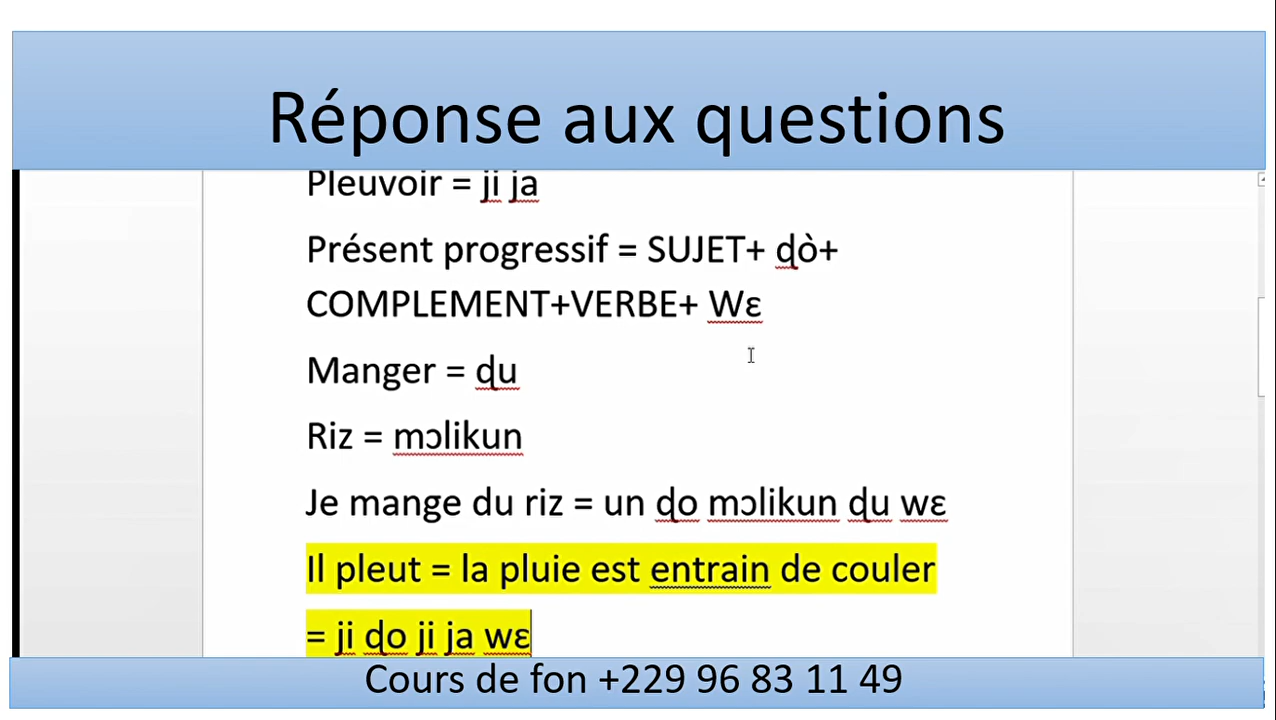 Réponse aux questions
Pleuvoir = ji ja
Présent progressif = SUJET+ ɖò+
COMPLEMENT+VERBE+ Wɛ
Manger = ɖu
Riz = mɔlikun
Je mange du riz = un ɖo mɔlikun ɖu wɛ
Il pleut = la pluie est entrain de couler
= ji ɖo ji ja wɛ
Cours de fon +229 96 83 11 49